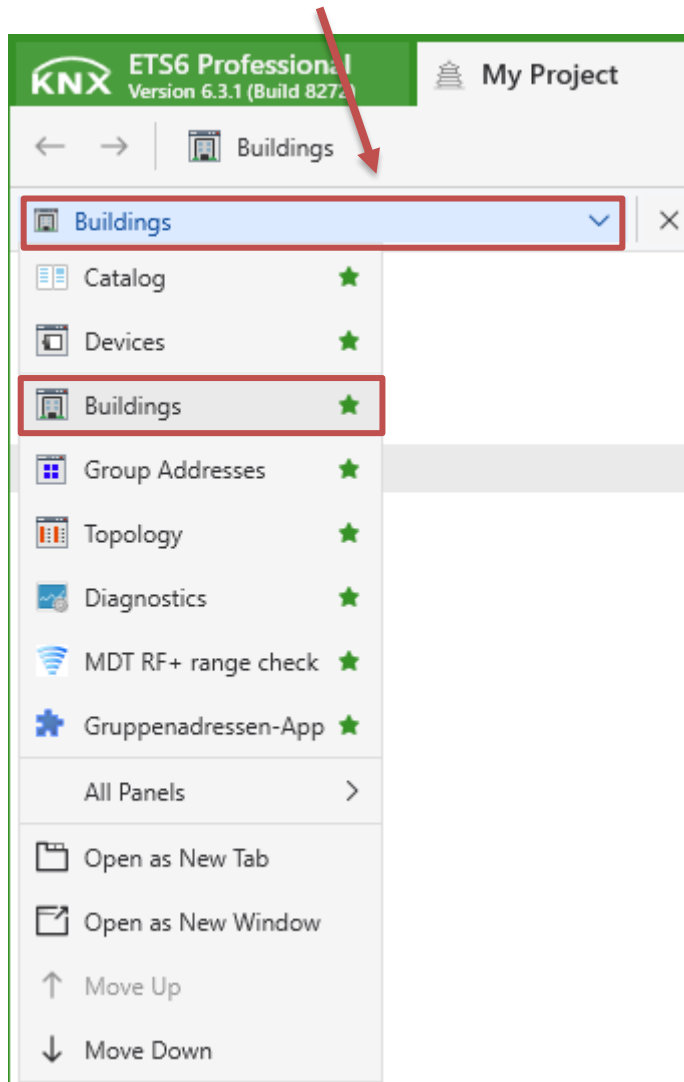 KNX
ETS6 Professional
Version 6.3.1 (Build 8272)
My Project
Buildings
Buildings
Catalog
Devices
Buildings
Group Addresses
Topology
Diagnostics
MDT RF+ range check
Gruppenadressen-App
All Panels
Open as New Tab
Open as New Window
Move Up
Move Down